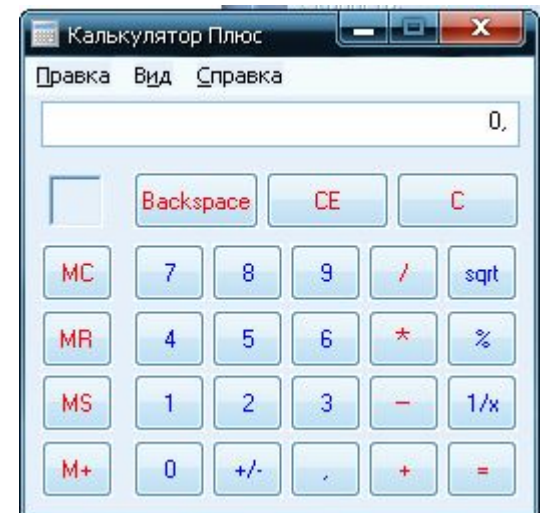 Калькулятор Плюс
Правка Вид Справка
0,
Backspace CE C
MC 7 8 9 / sqrt
MR 4 5 6 * %
MS 1 2 3 − 1/x
M+ 0 +/- , + =